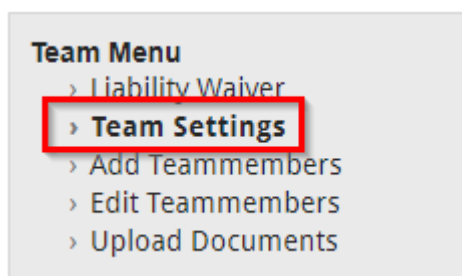 Team Menu
› Liability Waiver
› Team Settings
› Add Teammembers
› Edit Teammembers
› Upload Documents